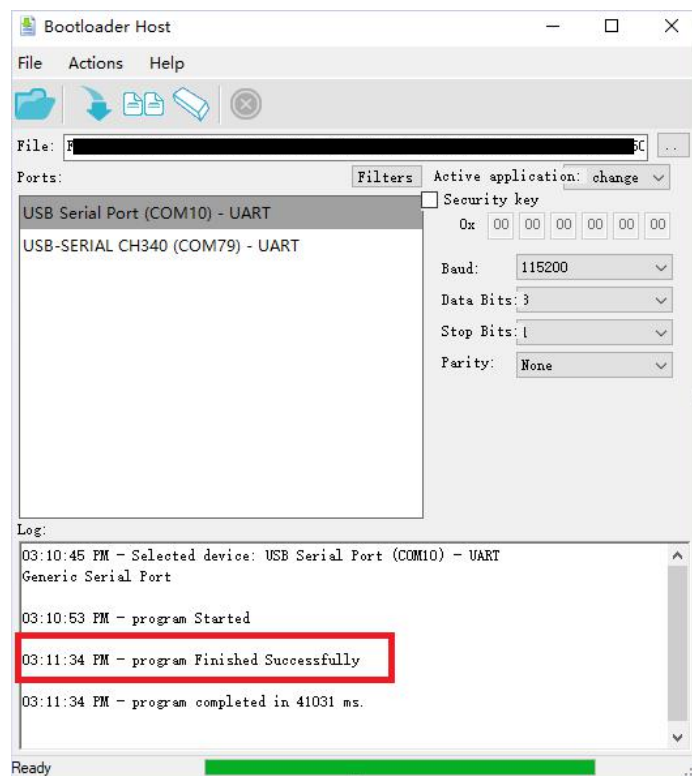 Bootloader Host
File Actions Help
File: F 5C ..
Ports: Filters Active application: change
Security key
0x 00 00 00 00 00 00
USB Serial Port (COM10) - UART
USB-SERIAL CH340 (COM79) - UART
Baud: 115200
Data Bits:
Stop Bits:
Parity: None
Log:
03:10:45 PM - Selected device: USB Serial Port (COM10) - UART
Generic Serial Port
03:10:53 PM - program Started
03:11:34 PM - program Finished Successfully
03:11:34 PM - program completed in 41031 ms.
Ready